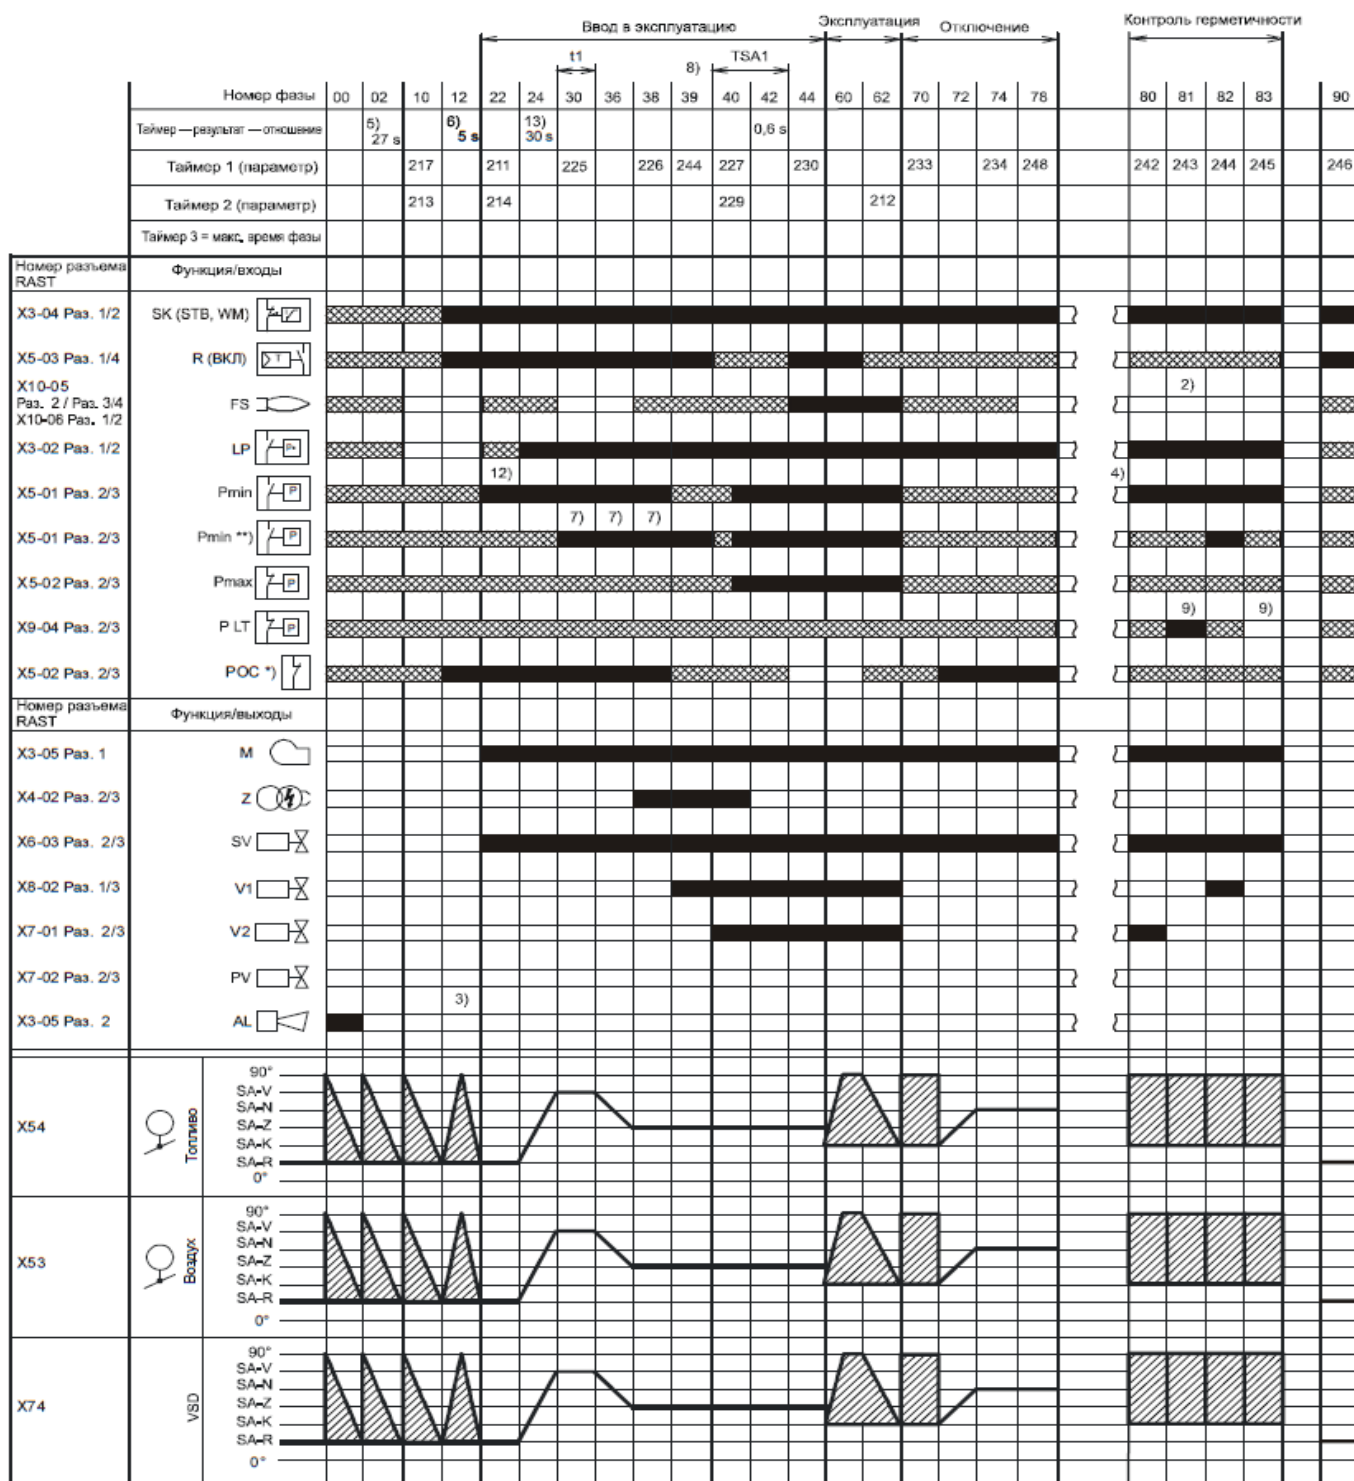 Ввод в эксплуатацию Эксплуатация Отключение Контроль герметичности
t1 8) TSA1
Номер фазы 00 02 10 12 22 24 30 36 38 39 40 42 44 60 62 70 72 74 78 80 81 82 83 90
Таймер — результат — отношение 5) 27 s 6) 5 s 13) 30 s 0,6 s
Таймер 1 (параметр) 217 211 225 226 244 227 230 233 234 248 242 243 244 245 246
Таймер 2 (параметр) 213 214 229 212
Таймер 3 = макс. время фазы
Номер разъема RAST Функция/входы
X3-04 Раз. 1/2 SK (STB, WM)
X5-03 Раз. 1/4 R (ВКЛ)
X10-05 2)
Раз. 2 / Раз. 3/4 FS
X10-06 Раз. 1/2
X3-02 Раз. 1/2 LP P
12) 4)
X5-01 Раз. 2/3 Pmin P
7) 7) 7)
X5-01 Раз. 2/3 Pmin **) P
X5-02 Раз. 2/3 Pmax P
9) 9)
X9-04 Раз. 2/3 P LT P
X5-02 Раз. 2/3 POC *)
Номер разъема RAST Функция/выходы
X3-05 Раз. 1 M
X4-02 Раз. 2/3 Z
X6-03 Раз. 2/3 SV
X8-02 Раз. 1/3 V1
X7-01 Раз. 2/3 V2
X7-02 Раз. 2/3 PV
3)
X3-05 Раз. 2 AL
X54 Топливо
90°
SA-V
SA-N
SA-Z
SA-K
SA-R
0°
X53 Воздух
90°
SA-V
SA-N
SA-Z
SA-K
SA-R
0°
X74 VSD
90°
SA-V
SA-N
SA-Z
SA-K
SA-R
0°